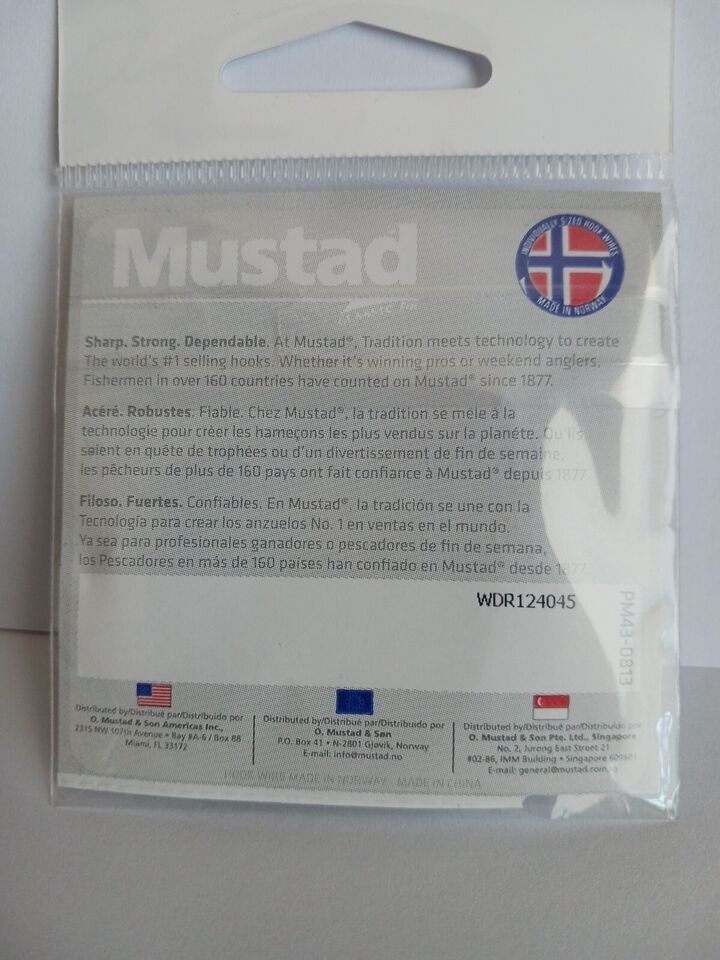 Mustad
INDIVIDUALLY SIZED HOOK WIRES
MADE IN NORWAY
Sharp. Strong. Dependable. At Mustad®, Tradition meets technology to create
The world's #1 selling hooks. Whether it's winning pros or weekend anglers,
Fishermen in over 160 countries have counted on Mustad® since 1877.
Acéré. Robustes. Fiable. Chez Mustad®, la tradition se mêle à la
technologie pour créer les hameçons les plus vendus sur la planéte. Qu'ils
soient en quête de trophées ou d'un divertissement de fin de semaine,
les pêcheurs de plus de 160 pays ont fait confiance à Mustad® depuis 1877
Filoso. Fuertes. Confiables. En Mustad®, la tradición se une con la
Tecnología para crear los anzuelos No. 1 en ventas en el mundo.
Ya sea para profesionales ganadores o pescadores de fin de semana,
los Pescadores en más de 160 países han confiado en Mustad® desde 1877
WDR124045
PM43-0813
Distributed by/Distribué par/Distribuido por
O. Mustad & Son Americas Inc.,
2315 NW 107th Avenue • Bay #A-6 / Box 88
Miami, FL 33172
Distributed by/Distribué par/Distribuido por
O. Mustad & Søn
P.O. Box 41 • N-2801 Gjøvik, Norway
E-mail: info@mustad.no
Distributed by/Distribué par/Distribuido por
O. Mustad & Son Pte. Ltd., Singapore
No. 2, Jurong East Street 21
#02-86, IMM Building • Singapore 609601
E-mail: general@mustad.com.sg
HOOK WIRE MADE IN NORWAY - MADE IN CHINA